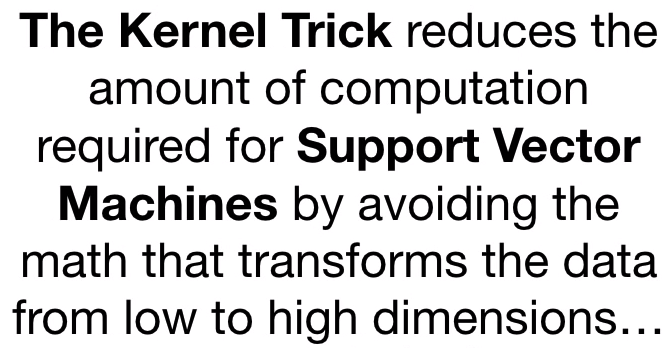 The Kernel Trick reduces the
amount of computation
required for Support Vector
Machines by avoiding the
math that transforms the data
from low to high dimensions…